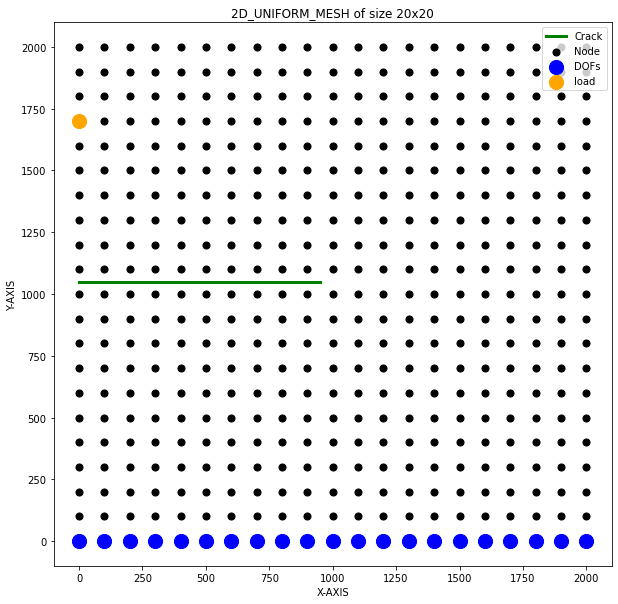 2D_UNIFORM_MESH of size 20x20
Crack
Node
DOFs
load
2000
1750
1500
1250
1000
750
500
250
0
Y-AXIS
0 250 500 750 1000 1250 1500 1750 2000
X-AXIS